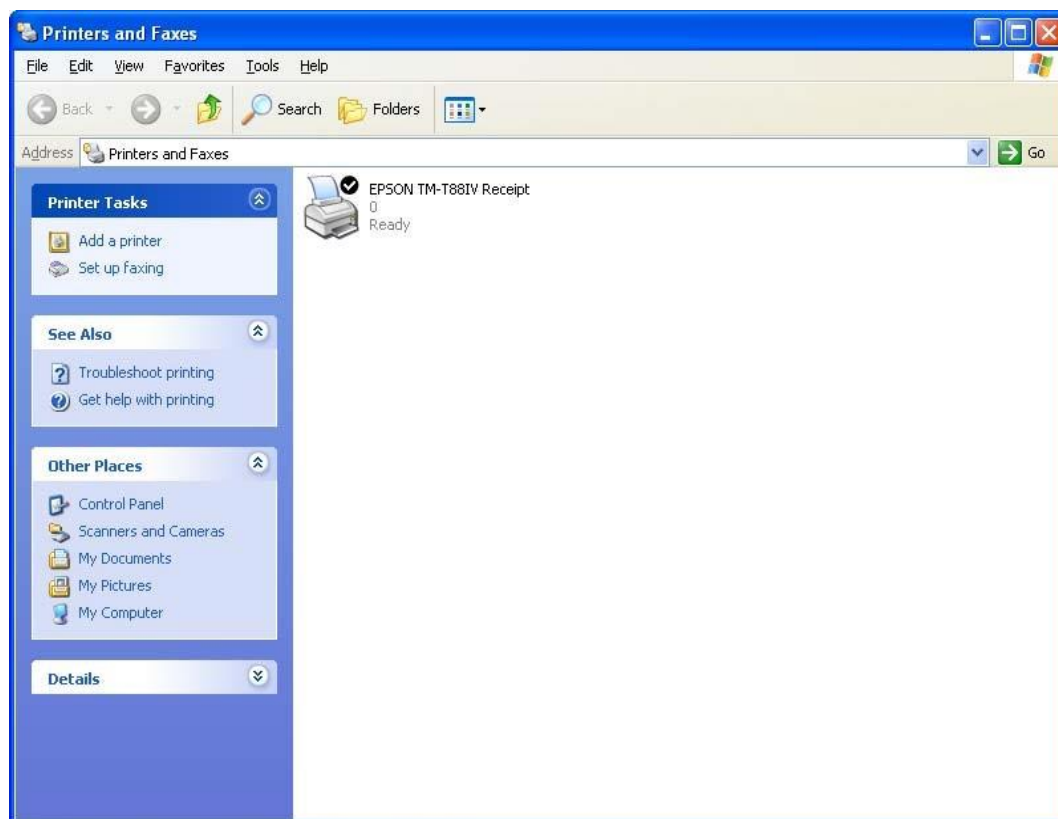 Printers and Faxes
File Edit View Favorites Tools Help
Back Search Folders
Address Printers and Faxes Go
Printer Tasks
Add a printer
Set up faxing
See Also
Troubleshoot printing
Get help with printing
Other Places
Control Panel
Scanners and Cameras
My Documents
My Pictures
My Computer
Details
EPSON TM-T88IV Receipt
0
Ready